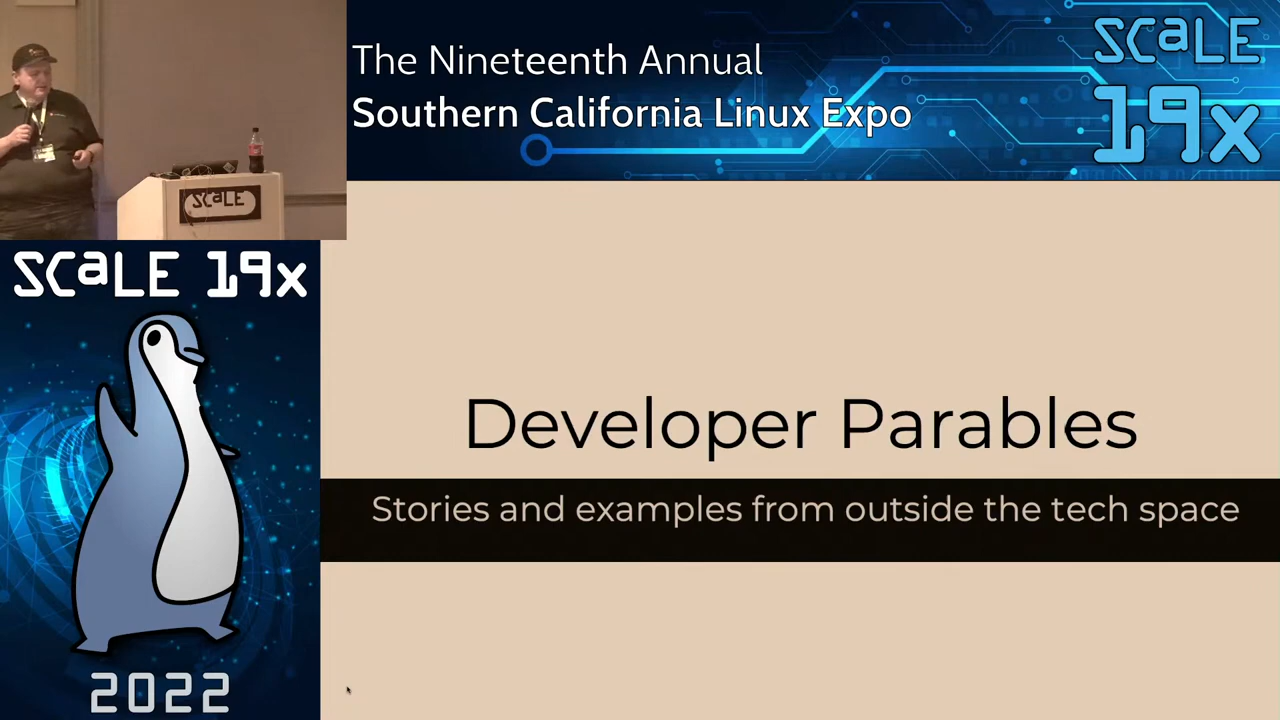 The Nineteenth Annual
Southern California Linux Expo
SCaLE
19x
SCaLE
SCaLE 19x
Developer Parables
Stories and examples from outside the tech space
2022